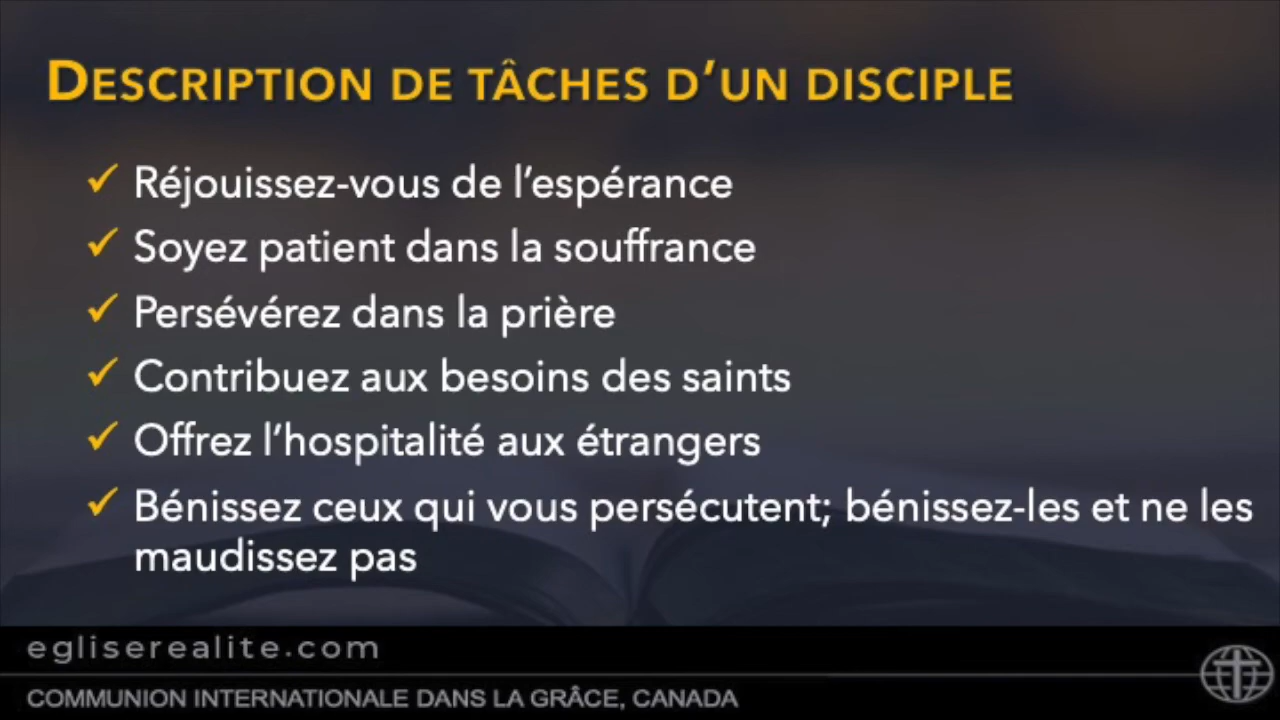 DESCRIPTION DE TÂCHES D’UN DISCIPLE
✓ Réjouissez-vous de l’espérance
✓ Soyez patient dans la souffrance
✓ Persévérez dans la prière
✓ Contribuez aux besoins des saints
✓ Offrez l’hospitalité aux étrangers
✓ Bénissez ceux qui vous persécutent; bénissez-les et ne les
maudissez pas
egliserealite.com
COMMUNION INTERNATIONALE DANS LA GRÂCE, CANADA